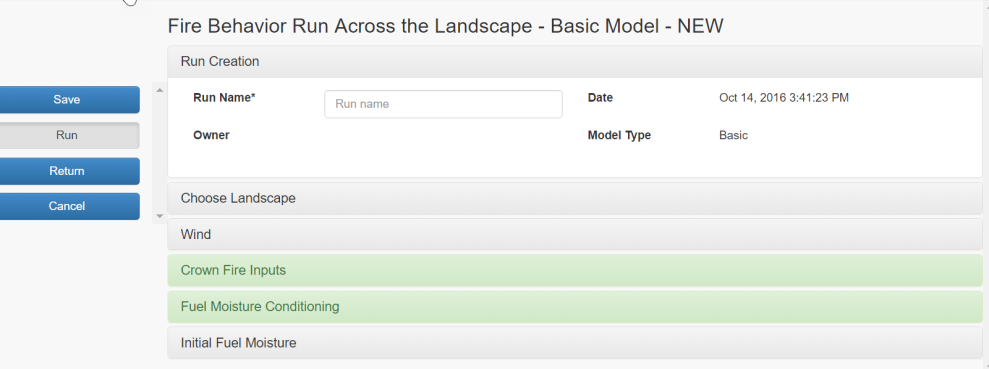 Fire Behavior Run Across the Landscape - Basic Model - NEW
Run Creation
Save
Run
Return
Cancel
Run Name* Run name Date Oct 14, 2016 3:41:23 PM
Owner Model Type Basic
Choose Landscape
Wind
Crown Fire Inputs
Fuel Moisture Conditioning
Initial Fuel Moisture